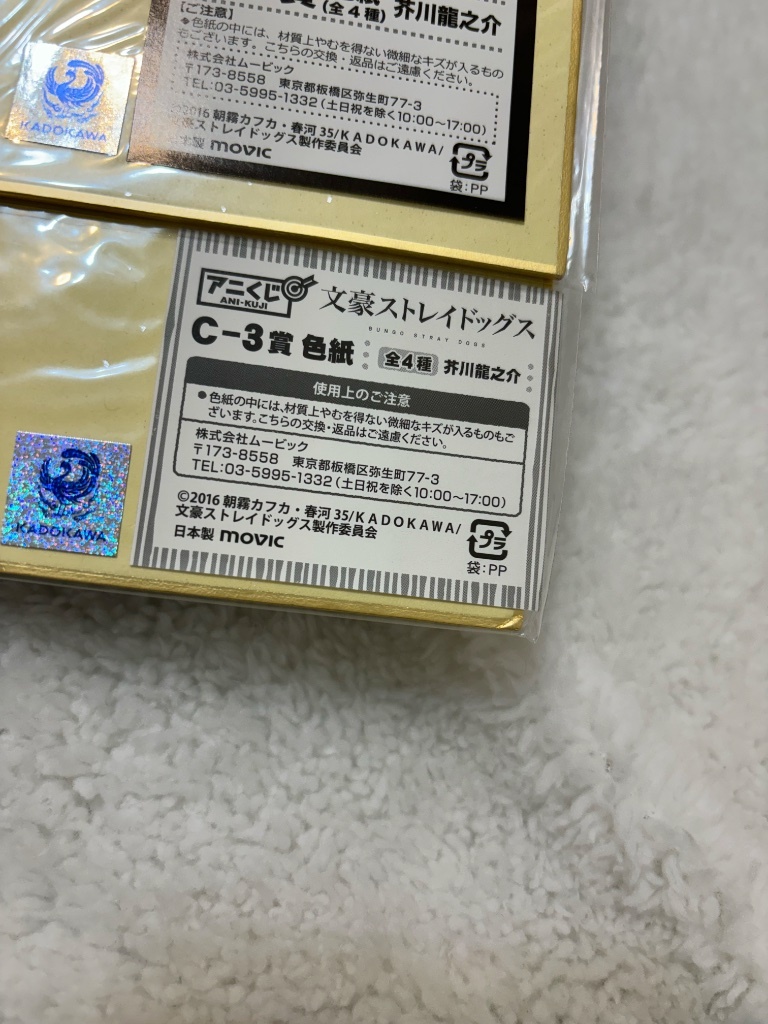 (全4種) 芥川龍之介
【ご注意】
●色紙の中には、材質上やむを得ない微細なキズが入るもの
もございます。こちらの交換・返品はご遠慮ください。
株式会社ムービック
〒173-8558 東京都板橋区弥生町77-3
TEL:03-5995-1332(土日祝を除く10:00〜17:00)
©2016 朝霧カフカ・春河35/KADOKAWA/
ストレイドッグス製作委員会
movic
袋:PP
プラ
KADOKAWA
アニくじ
ANI-KUJI
文豪ストレイドッグス
BUNGO STRAY DOGS
C-3賞 色紙 全4種 芥川龍之介
使用上のご注意
●色紙の中には、材質上やむを得ない微細なキズが入るものもご
ざいます。こちらの交換・返品はご遠慮ください。
株式会社ムービック
〒173-8558 東京都板橋区弥生町77-3
TEL:03-5995-1332(土日祝を除く10:00〜17:00)
©2016 朝霧カフカ・春河35/KADOKAWA/
文豪ストレイドッグス製作委員会
日本製 movic
プラ
袋:PP
KADOKAWA